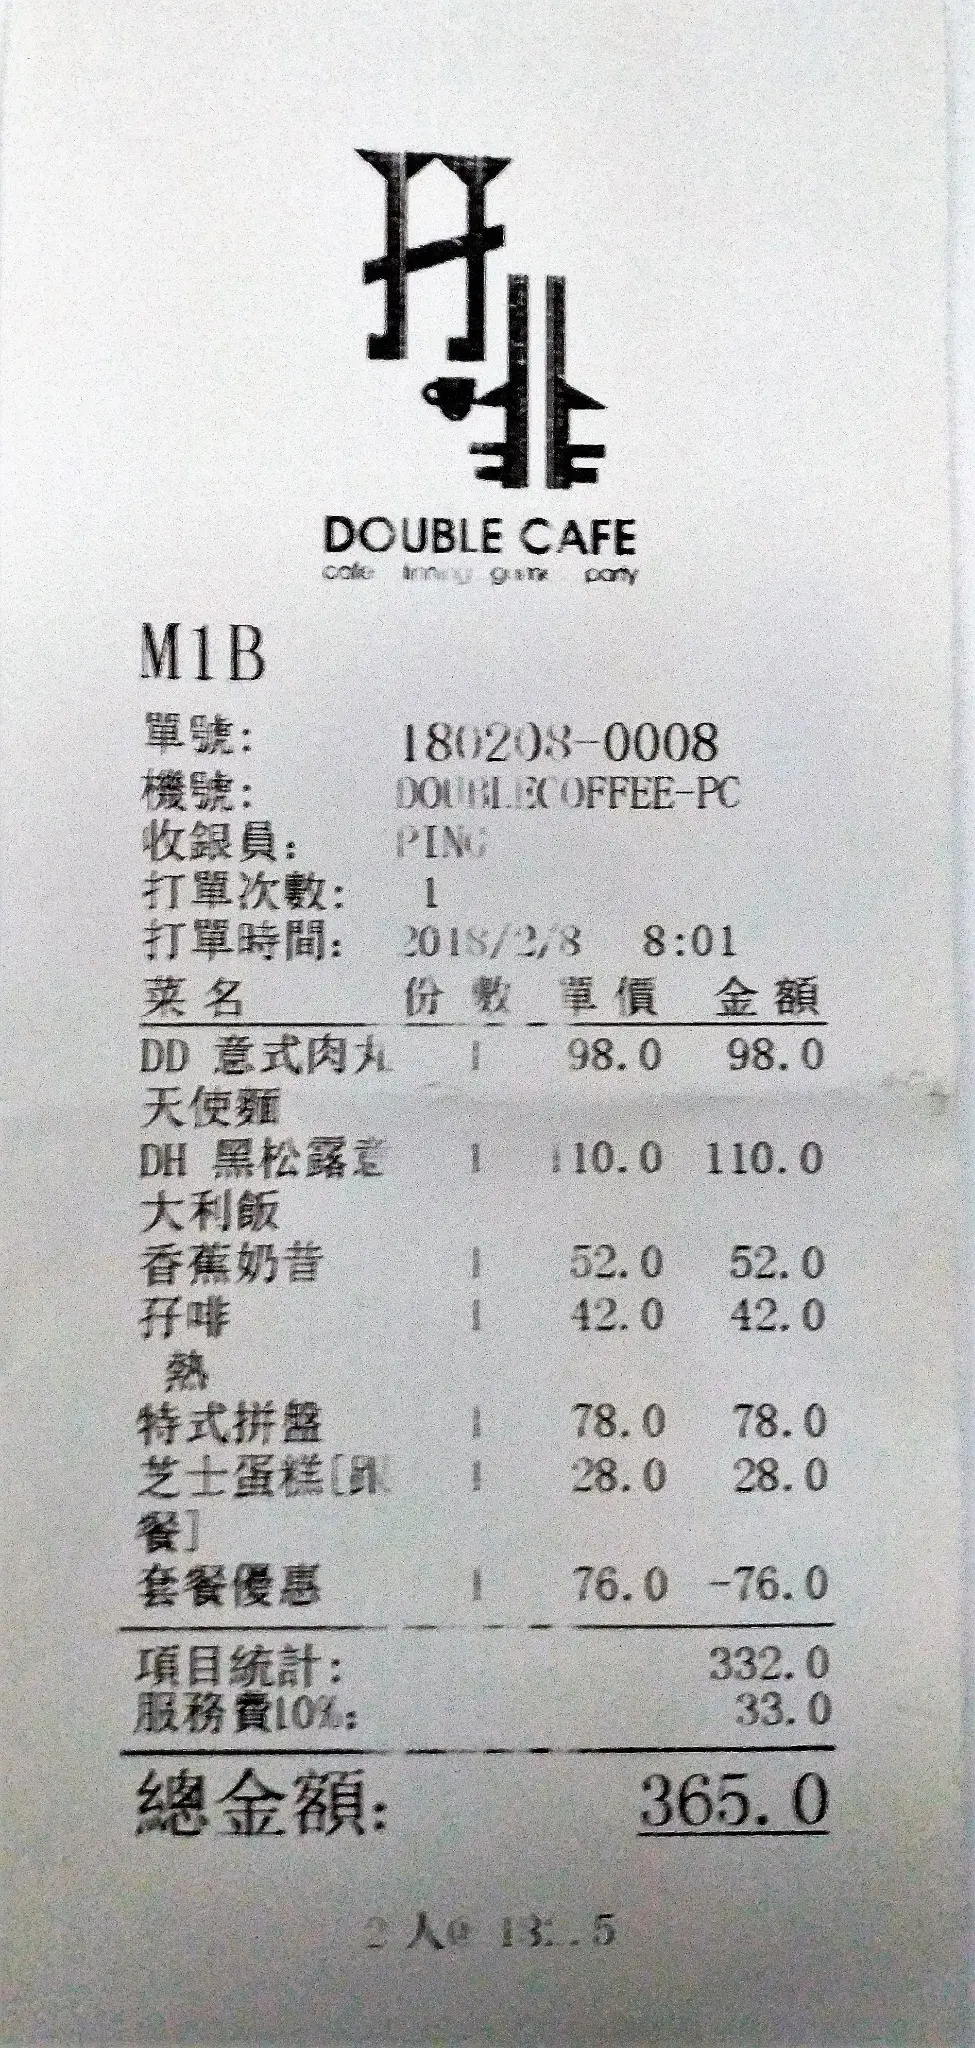 DOUBLE CAFE
cafe party
M1B
單號: 180208-0008
機號: DOUBLECOFFEE-PC
收銀員: PING
打單次數: 1
打單時間: 2018/2/8 8:01
菜名 份數 單價 金額
DD 意式肉丸 1 98.0 98.0
天使麵
DH 黑松露意 1 110.0 110.0
大利飯
香蕉奶昔 1 52.0 52.0
孖啡 1 42.0 42.0
熱
特式拼盤 1 78.0 78.0
芝士蛋糕[跟 1 28.0 28.0
餐]
套餐優惠 1 76.0 -76.0
項目統計: 332.0
服務費10%: 33.0
總金額: 365.0
2 人@